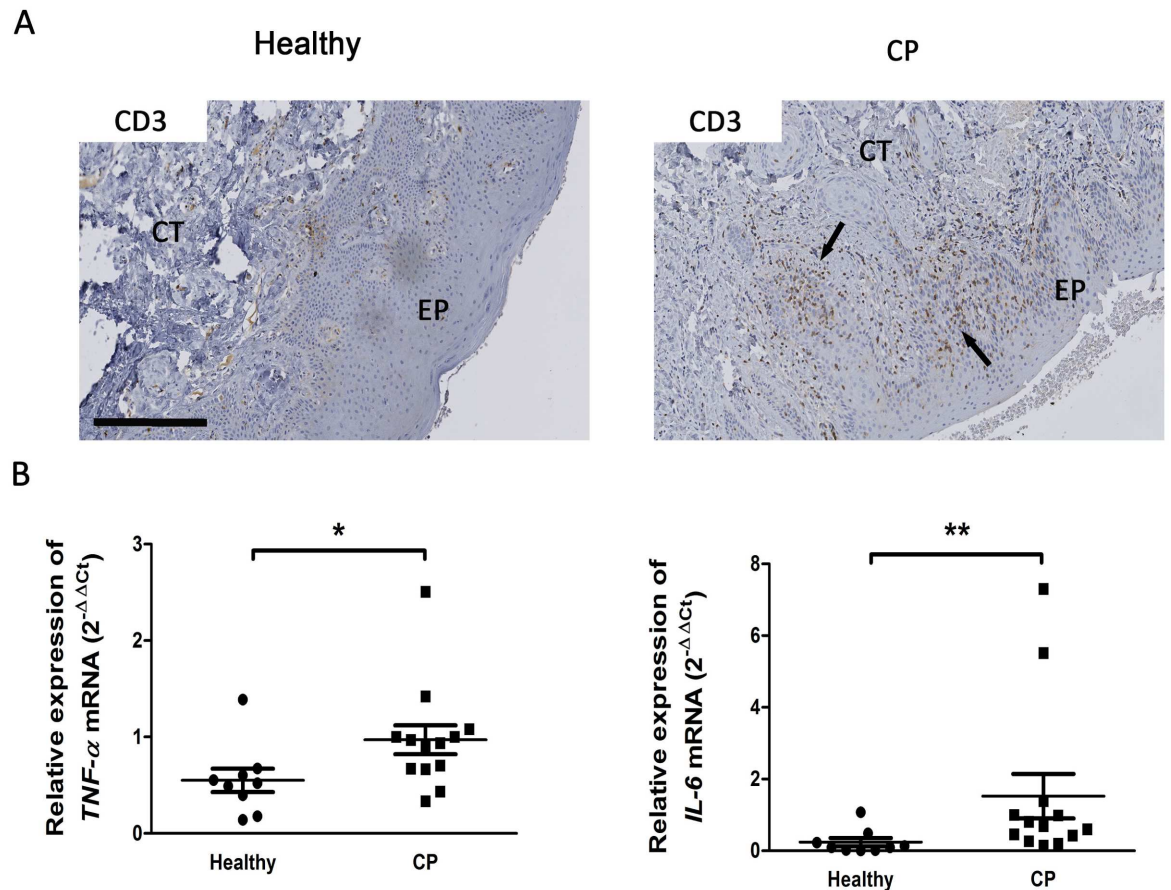 A
Healthy
CP
CD3
CT
EP
CD3
CT
EP
B
Relative expression of
TNF-α mRNA (2^-ΔΔCt)
3
2
1
0
*
Healthy
CP
Relative expression of
IL-6 mRNA (2^-ΔΔCt)
8
6
4
2
0
**
Healthy
CP